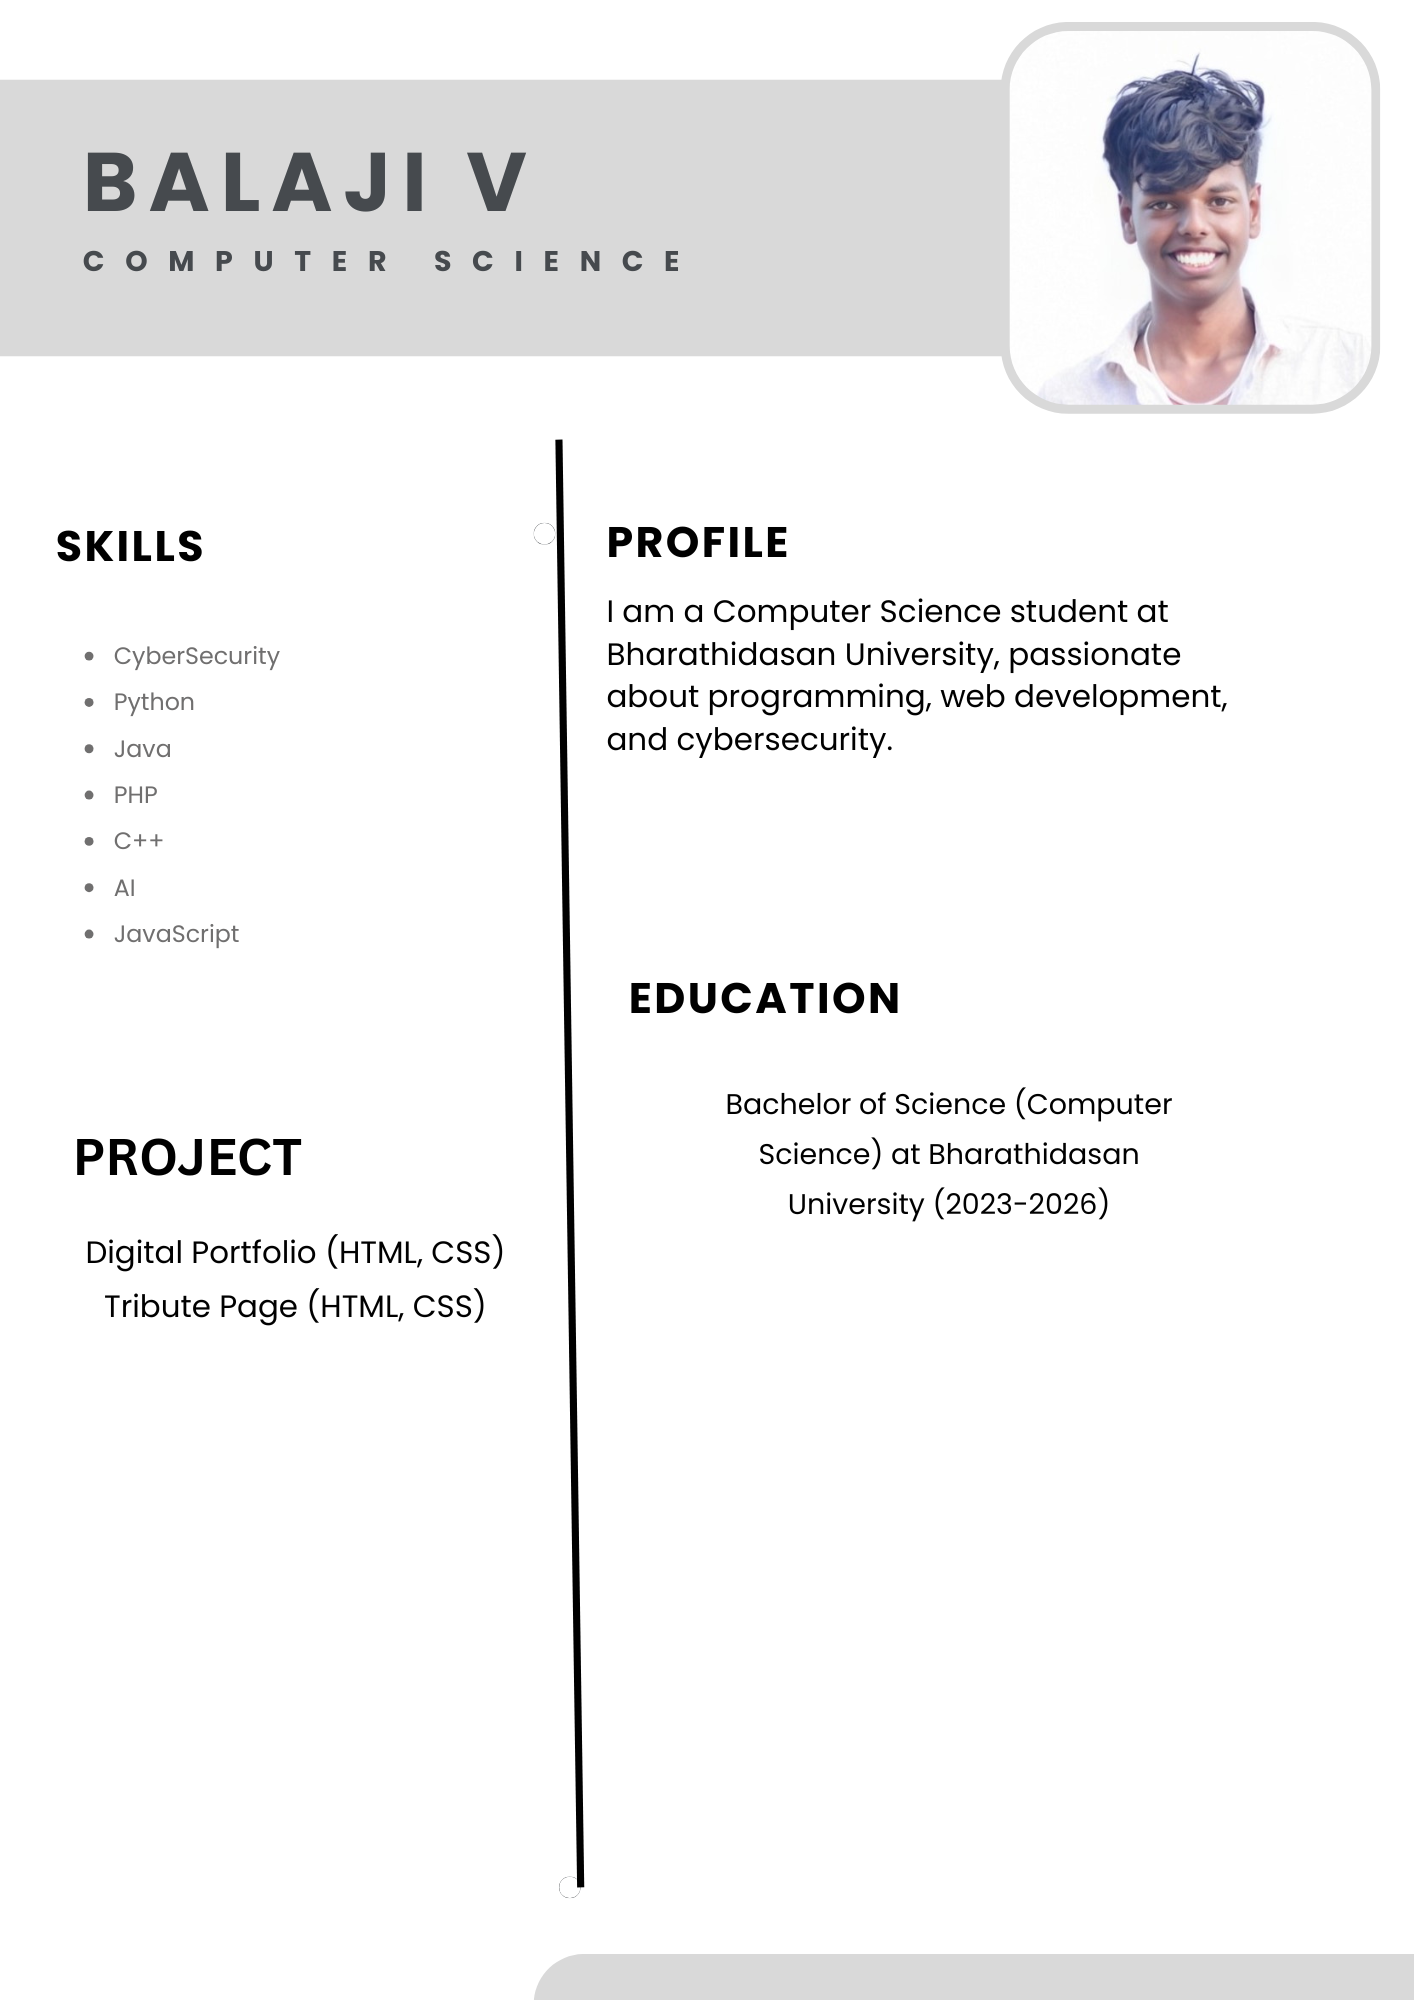 BALAJI V
COMPUTER SCIENCE
SKILLS
CyberSecurity
Python
Java
PHP
C++
AI
JavaScript
PROJECT
Digital Portfolio (HTML, CSS)
Tribute Page (HTML, CSS)
PROFILE
I am a Computer Science student at
Bharathidasan University, passionate
about programming, web development,
and cybersecurity.
EDUCATION
Bachelor of Science (Computer
Science) at Bharathidasan
University (2023-2026)